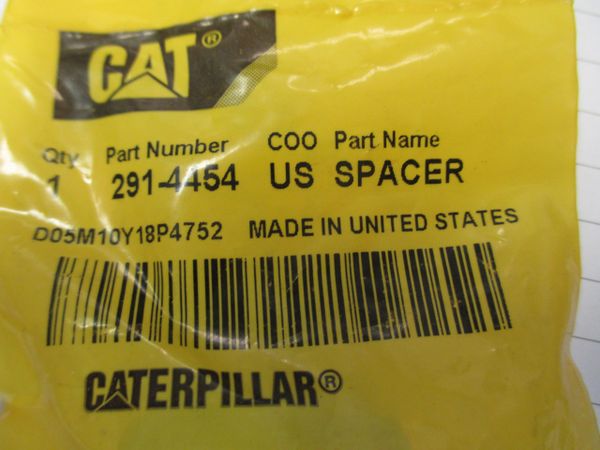 CAT®
Qty Part Number COO Part Name
1 291-4454 US SPACER
D05M10Y18P4752 MADE IN UNITED STATES
CATERPILLAR®